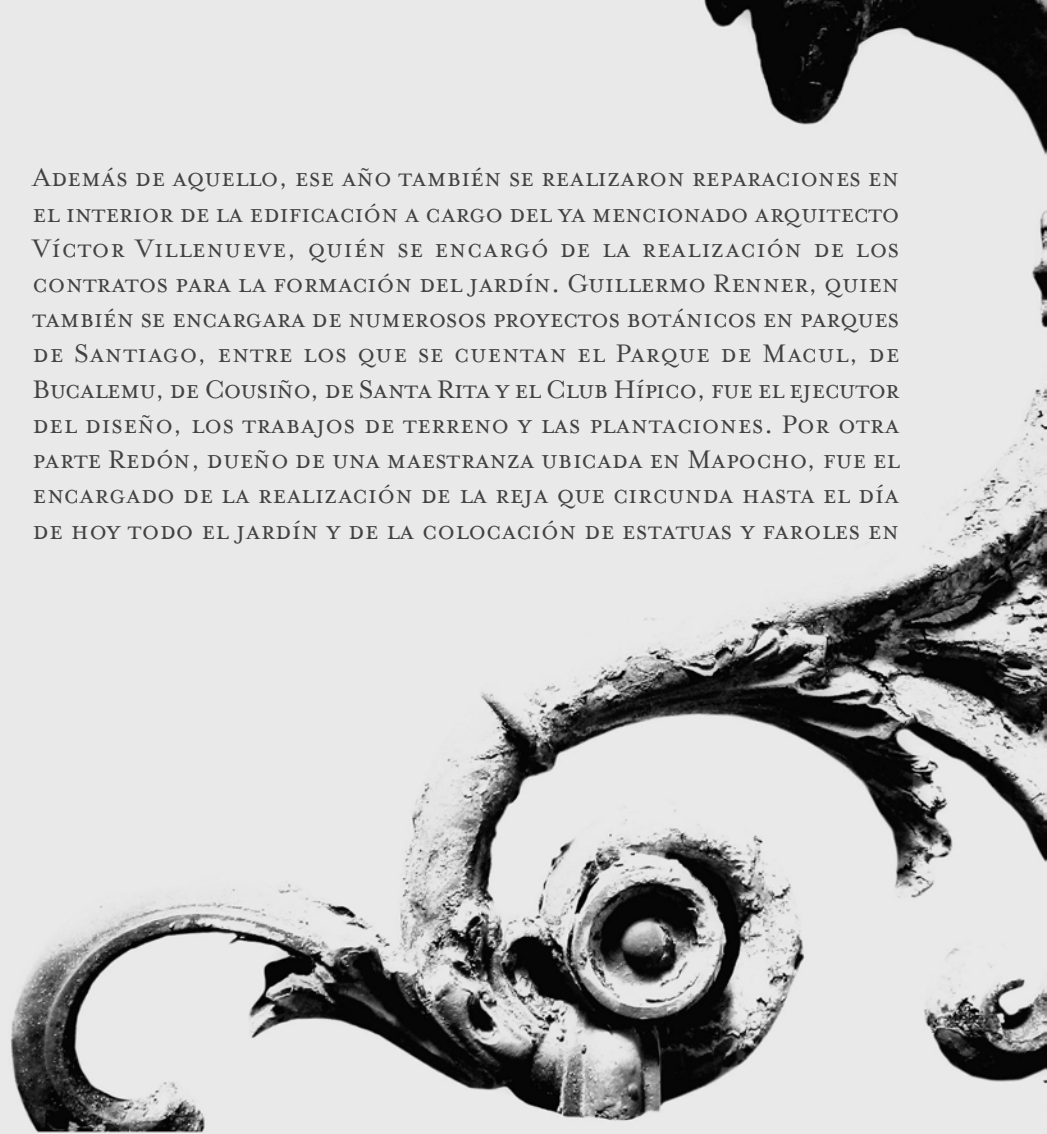 Además de aquello, ese año también se realizaron reparaciones en
el interior de la edificación a cargo del ya mencionado arquitecto
Víctor Villenueve, quién se encargó de la realización de los
contratos para la formación del jardín. Guillermo Renner, quien
también se encargara de numerosos proyectos botánicos en parques
de Santiago, entre los que se cuentan el Parque de Macul, de
Bucalemu, de Cousiño, de Santa Rita y el Club Hípico, fue el ejecutor
del diseño, los trabajos de terreno y las plantaciones. Por otra
parte Redón, dueño de una maestranza ubicada en Mapocho, fue el
encargado de la realización de la reja que circunda hasta el día
de hoy todo el jardín y de la colocación de estatuas y faroles en